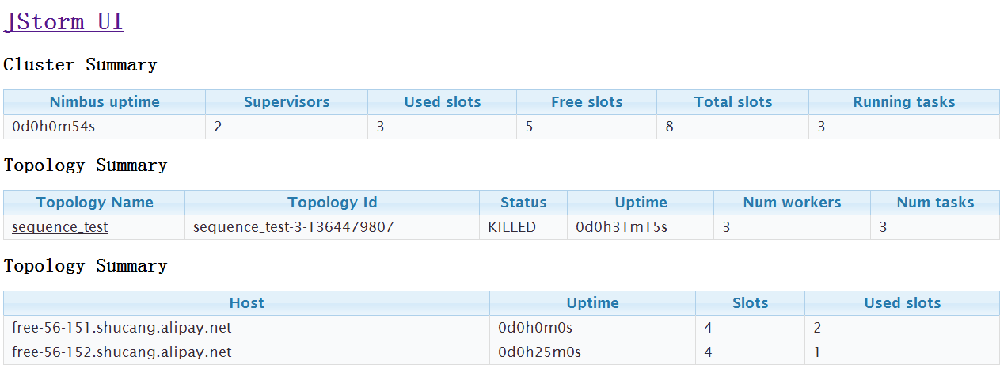 JStorm UI
Cluster Summary
Nimbus uptime Supervisors Used slots Free slots Total slots Running tasks
0d0h0m54s 2 3 5 8 3
Topology Summary
Topology Name Topology Id Status Uptime Num workers Num tasks
sequence_test sequence_test-3-1364479807 KILLED 0d0h31m15s 3 3
Topology Summary
Host Uptime Slots Used slots
free-56-151.shucang.alipay.net 0d0h0m0s 4 2
free-56-152.shucang.alipay.net 0d0h25m0s 4 1